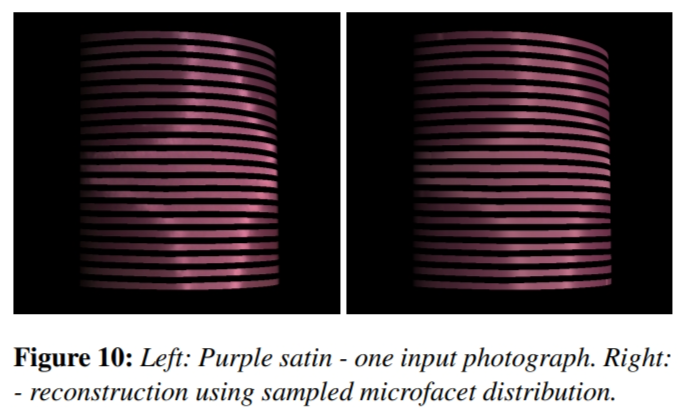 Figure 10: Left: Purple satin - one input photograph. Right:
- reconstruction using sampled microfacet distribution.